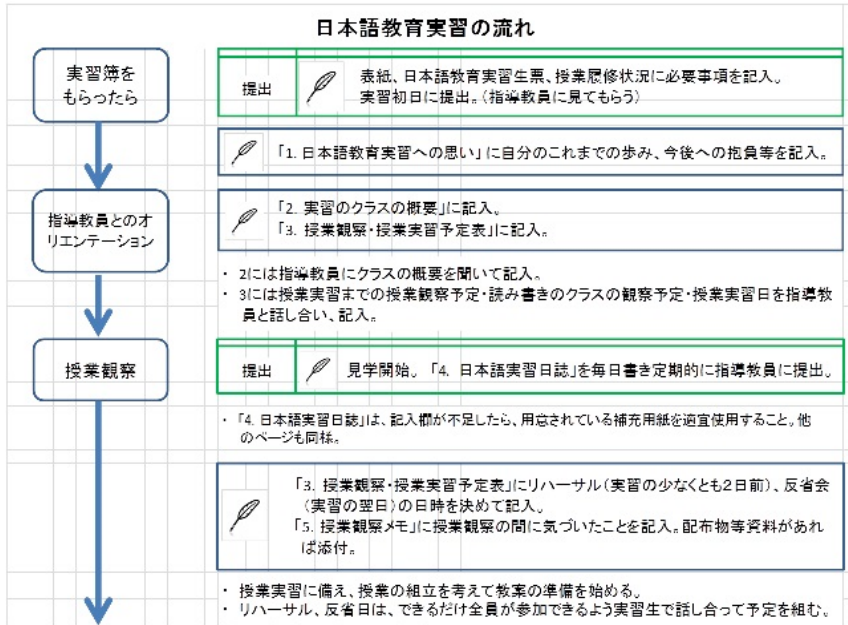 日本語教育実習の流れ
実習簿を
もらったら
提出
表紙、日本語教育実習生票、授業履修状況に必要事項を記入。
実習初日に提出。(指導教員に見てもらう)
「1. 日本語教育実習への思い」に自分のこれまでの歩み、今後への抱負等を記入。
指導教員とのオ
リエンテーション
「2. 実習のクラスの概要」に記入。
「3. 授業観察・授業実習予定表」に記入。
・ 2には指導教員にクラスの概要を聞いて記入。
・ 3には授業実習までの授業観察予定・読み書きのクラスの観察予定・授業実習日を指導教
員と話し合い、記入。
授業観察
提出
見学開始。「4. 日本語実習日誌」を毎日書き定期的に指導教員に提出。
・「4. 日本語実習日誌」は、記入欄が不足したら、用意されている補充用紙を適宜使用すること。他
のページも同様。
「3. 授業観察・授業実習予定表」にリハーサル(実習の少なくとも2日前)、反省会
(実習の翌日)の日時を決めて記入。
「5. 授業観察メモ」に授業観察の間に気づいたことを記入。配布物等資料があれ
ば添付。
・ 授業実習に備え、授業の組立を考えて教案の準備を始める。
・ リハーサル、反省日は、できるだけ全員が参加できるよう実習生で話し合って予定を組む。